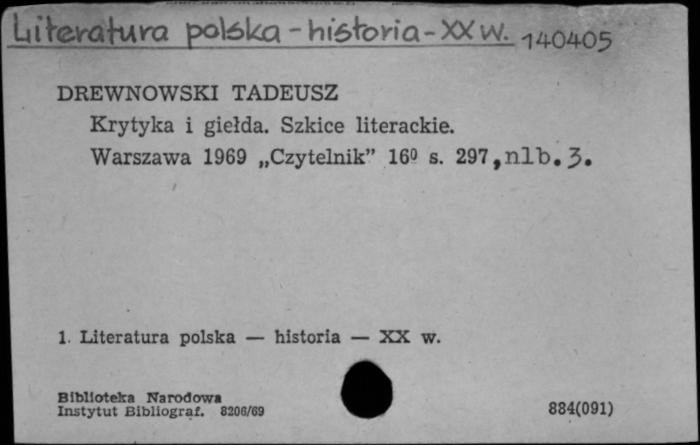 Literatura polska - historia - XX w. 140405
DREWNOWSKI TADEUSZ
Krytyka i giełda. Szkice literackie.
Warszawa 1969 „Czytelnik” 16º s. 297, nlb. 3.
1. Literatura polska — historia — XX w.
Biblioteka Narodowa
Instytut Bibliograf. 8206/69
884(091)